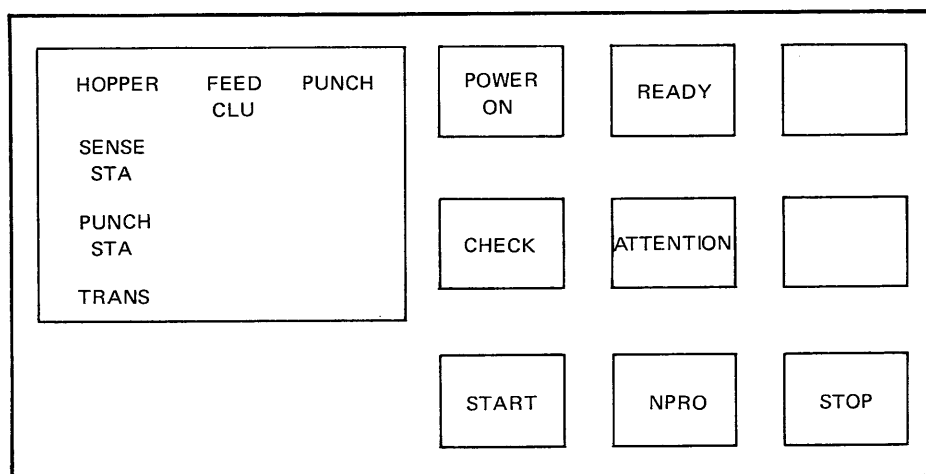 HOPPER FEED PUNCH
CLU
SENSE
STA
PUNCH
STA
TRANS
POWER
ON
READY
CHECK
ATTENTION
START
NPRO
STOP